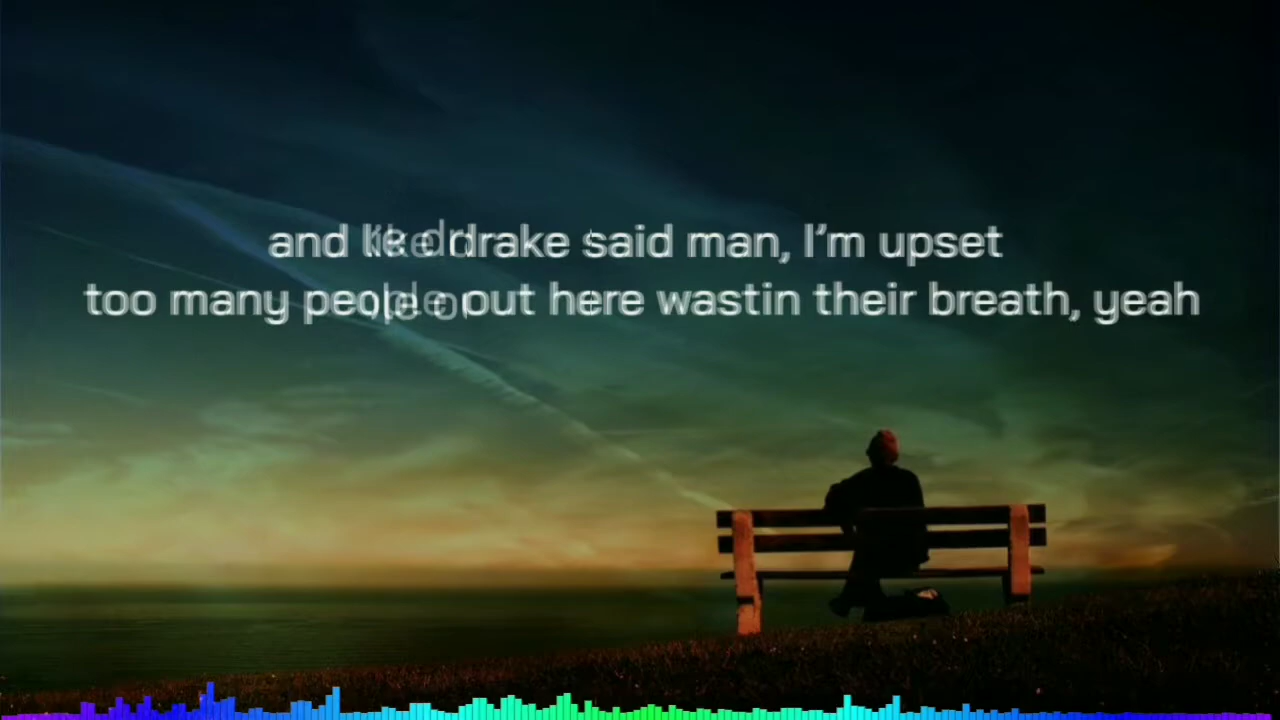 and like drake said man, I'm upset
too many people out here wastin their breath, yeah